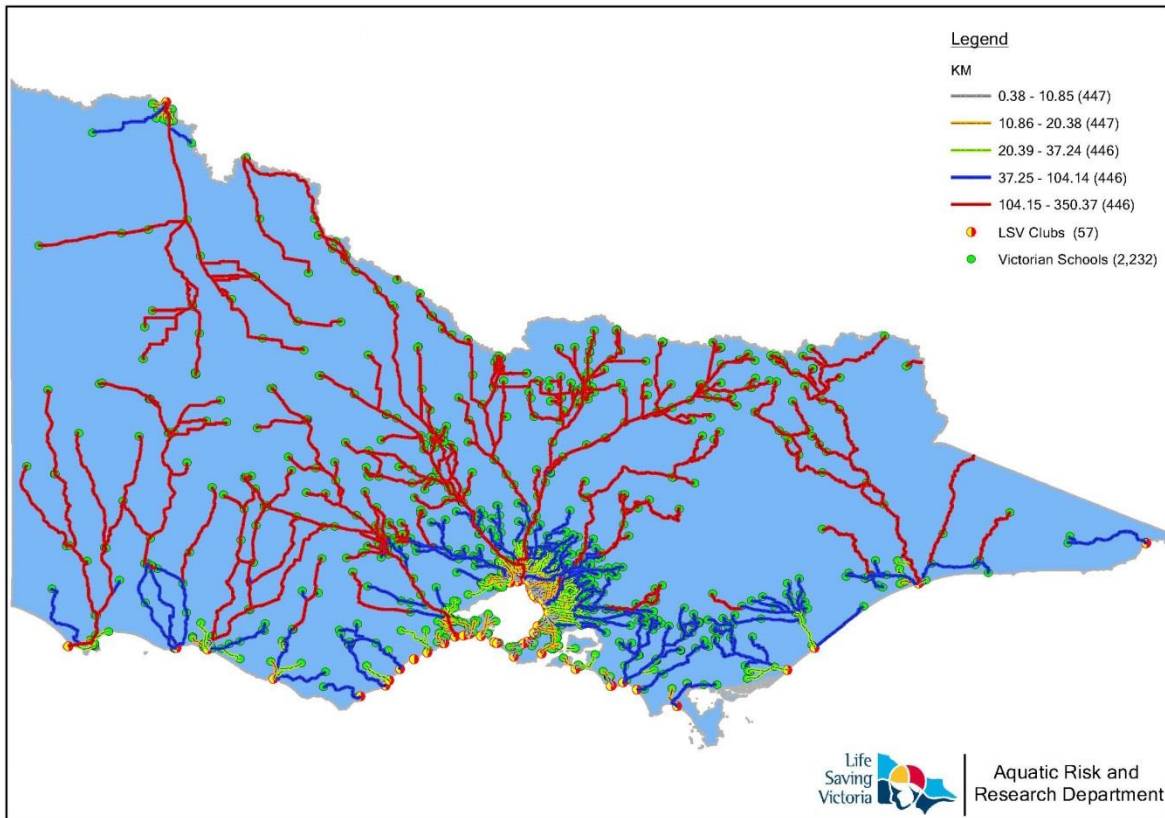 Legend
KM
0.38 - 10.85 (447)
10.86 - 20.38 (447)
20.39 - 37.24 (446)
37.25 - 104.14 (446)
104.15 - 350.37 (446)
LSV Clubs (57)
Victorian Schools (2,232)
Life
Saving
Victoria
Aquatic Risk and
Research Department